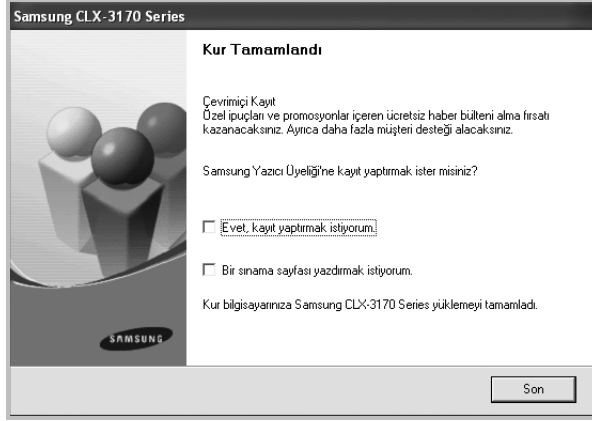 Samsung CLX-3170 Series
Kur Tamamlandı
Çevrimiçi Kayıt
Özel ipuçları ve promosyonlar içeren ücretsiz haber bülteni alma fırsatı
kazanacaksınız. Ayrıca daha fazla müşteri desteği alacaksınız.
Samsung Yazıcı Üyeliği'ne kayıt yaptırmak ister misiniz?
Evet, kayıt yaptırmak istiyorum.
Bir sınama sayfası yazdırmak istiyorum.
Kur bilgisayarınıza Samsung CLX-3170 Series yüklemeyi tamamladı.
SAMSUNG
Son